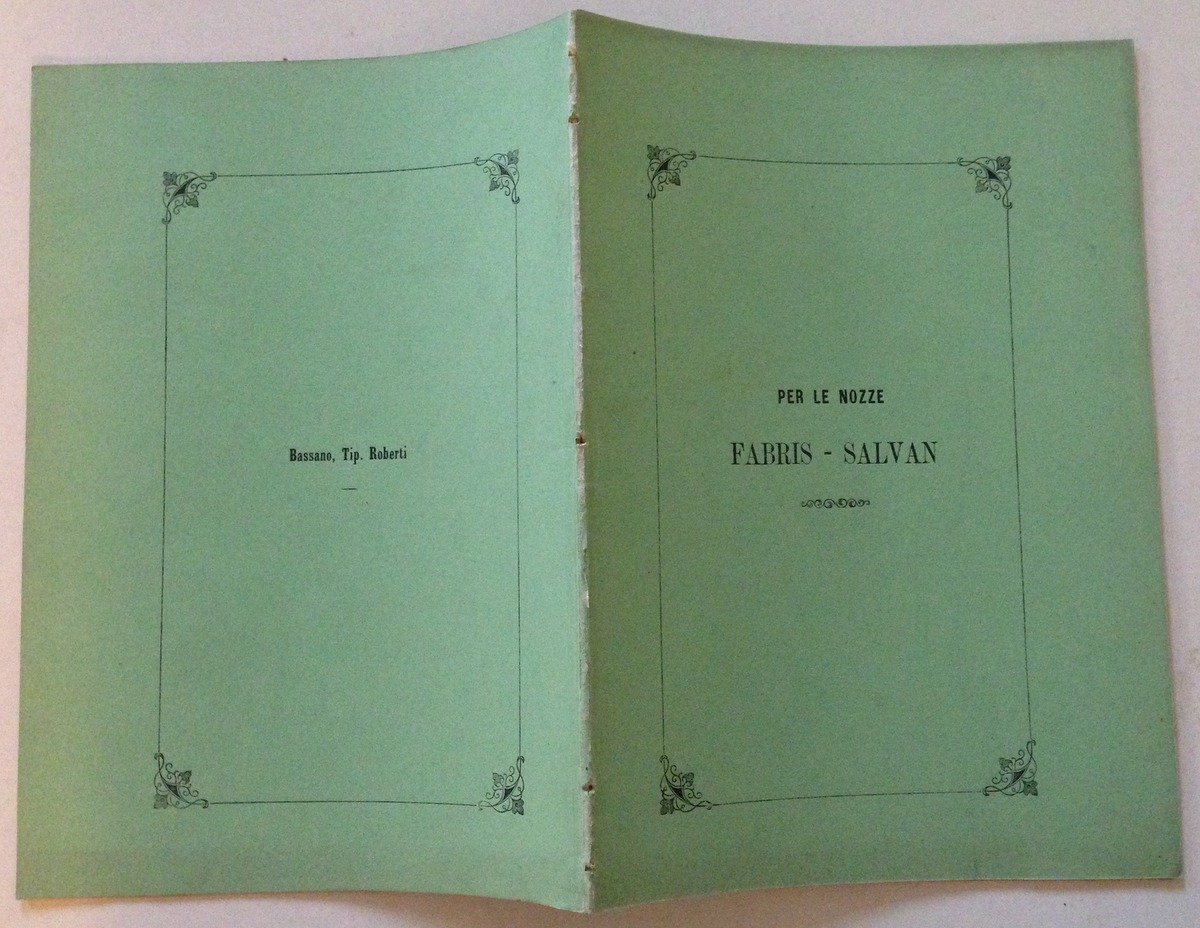 Bassano, Tip. Roberti
PER LE NOZZE
FABRIS - SALVAN